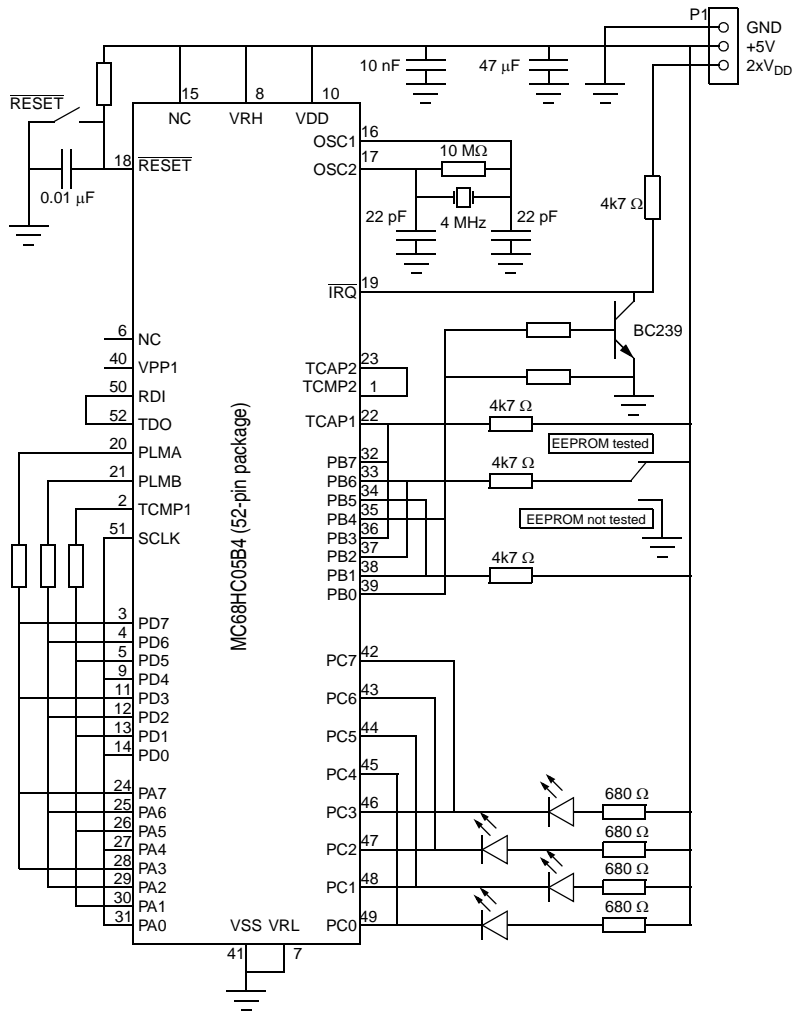 P1
GND
+5V
2xVDD
10 nF
47 µF
15
8
10
NC
VRH
VDD
RESET
18
RESET
0.01 µF
OSC1
16
OSC2
17
10 MΩ
22 pF
4 MHz
22 pF
4k7 Ω
IRQ
19
BC239
6
NC
40
VPP1
50
RDI
52
TDO
20
PLMA
21
PLMB
2
TCMP1
51
SCLK
TCAP2
23
TCMP2
1
TCAP1
22
4k7 Ω
EEPROM tested
PB7
32
PB6
33
4k7 Ω
PB5
34
PB4
35
EEPROM not tested
PB3
36
PB2
37
PB1
38
4k7 Ω
PB0
39
MC68HC05B4 (52-pin package)
3
PD7
4
PD6
5
PD5
9
PD4
11
PD3
12
PD2
13
PD1
14
PD0
PC7
42
PC6
43
PC5
44
PC4
45
PC3
46
680 Ω
PC2
47
680 Ω
PC1
48
680 Ω
PC0
49
680 Ω
24
PA7
25
PA6
26
PA5
27
PA4
28
PA3
29
PA2
30
PA1
31
PA0
VSS
VRL
41
7